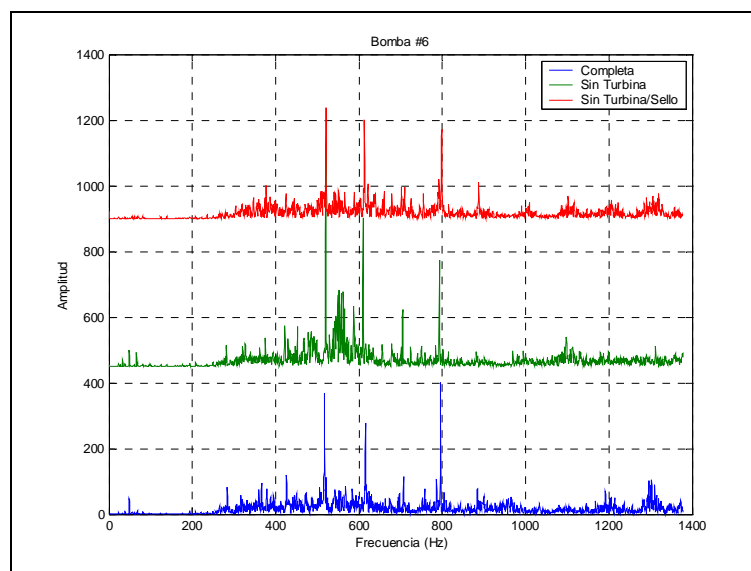 Bomba #6
1400
1200
1000
800
600
400
200
0
Amplitud
Completa
Sin Turbina
Sin Turbina/Sello
0 200 400 600 800 1000 1200 1400
Frecuencia (Hz)